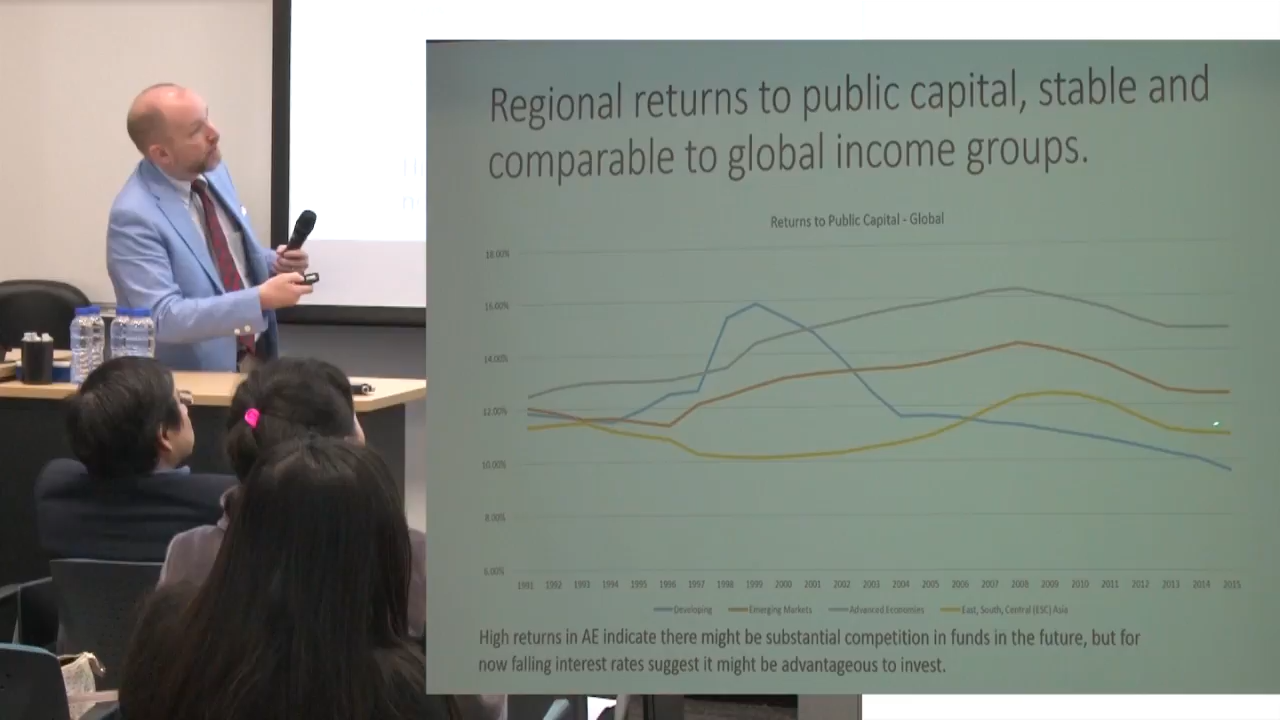 Regional returns to public capital, stable and
comparable to global income groups.
Returns to Public Capital - Global
18.00%
16.00%
14.00%
12.00%
10.00%
8.00%
6.00%
1991 1992 1993 1994 1995 1996 1997 1998 1999 2000 2001 2002 2003 2004 2005 2006 2007 2008 2009 2010 2011 2012 2013 2014 2015
Developing Emerging Markets Advanced Economies East, South, Central (ESC) Asia
High returns in AE indicate there might be substantial competition in funds in the future, but for
now falling interest rates suggest it might be advantageous to invest.